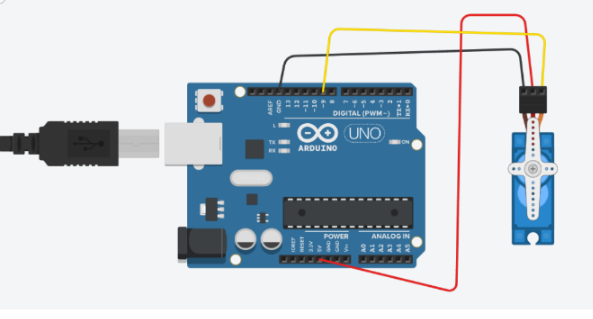 AREF
GND
13
12
~11
~10
~9
8
7
~6
~5
4
~3
2
TX→1
RX←0
DIGITAL (PWM~)
L
TX
RX
UNO
ON
ARDUINO
POWER
ANALOG IN
IOREF
RESET
3.3V
5V
GND
GND
Vin
A0
A1
A2
A3
A4
A5